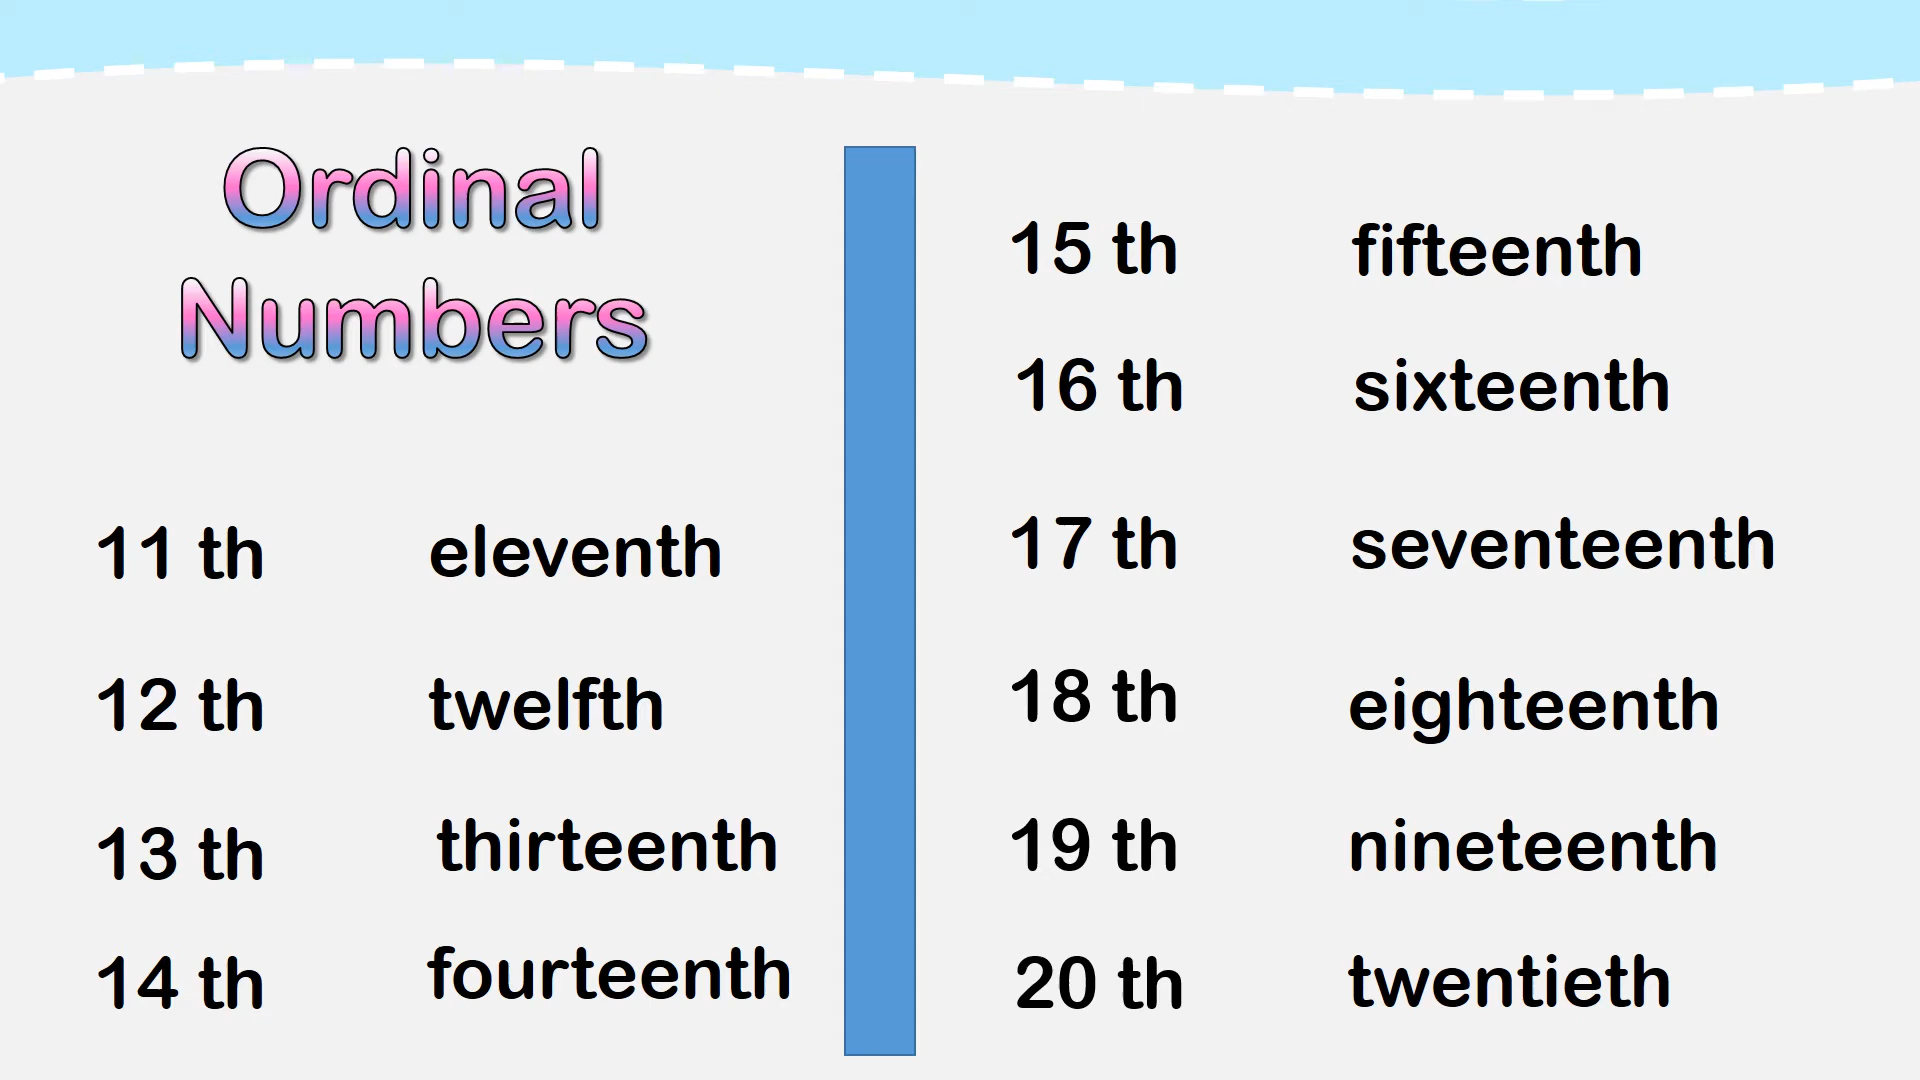 Ordinal
Numbers
11 th eleventh
12 th twelfth
13 th thirteenth
14 th fourteenth
15 th fifteenth
16 th sixteenth
17 th seventeenth
18 th eighteenth
19 th nineteenth
20 th twentieth